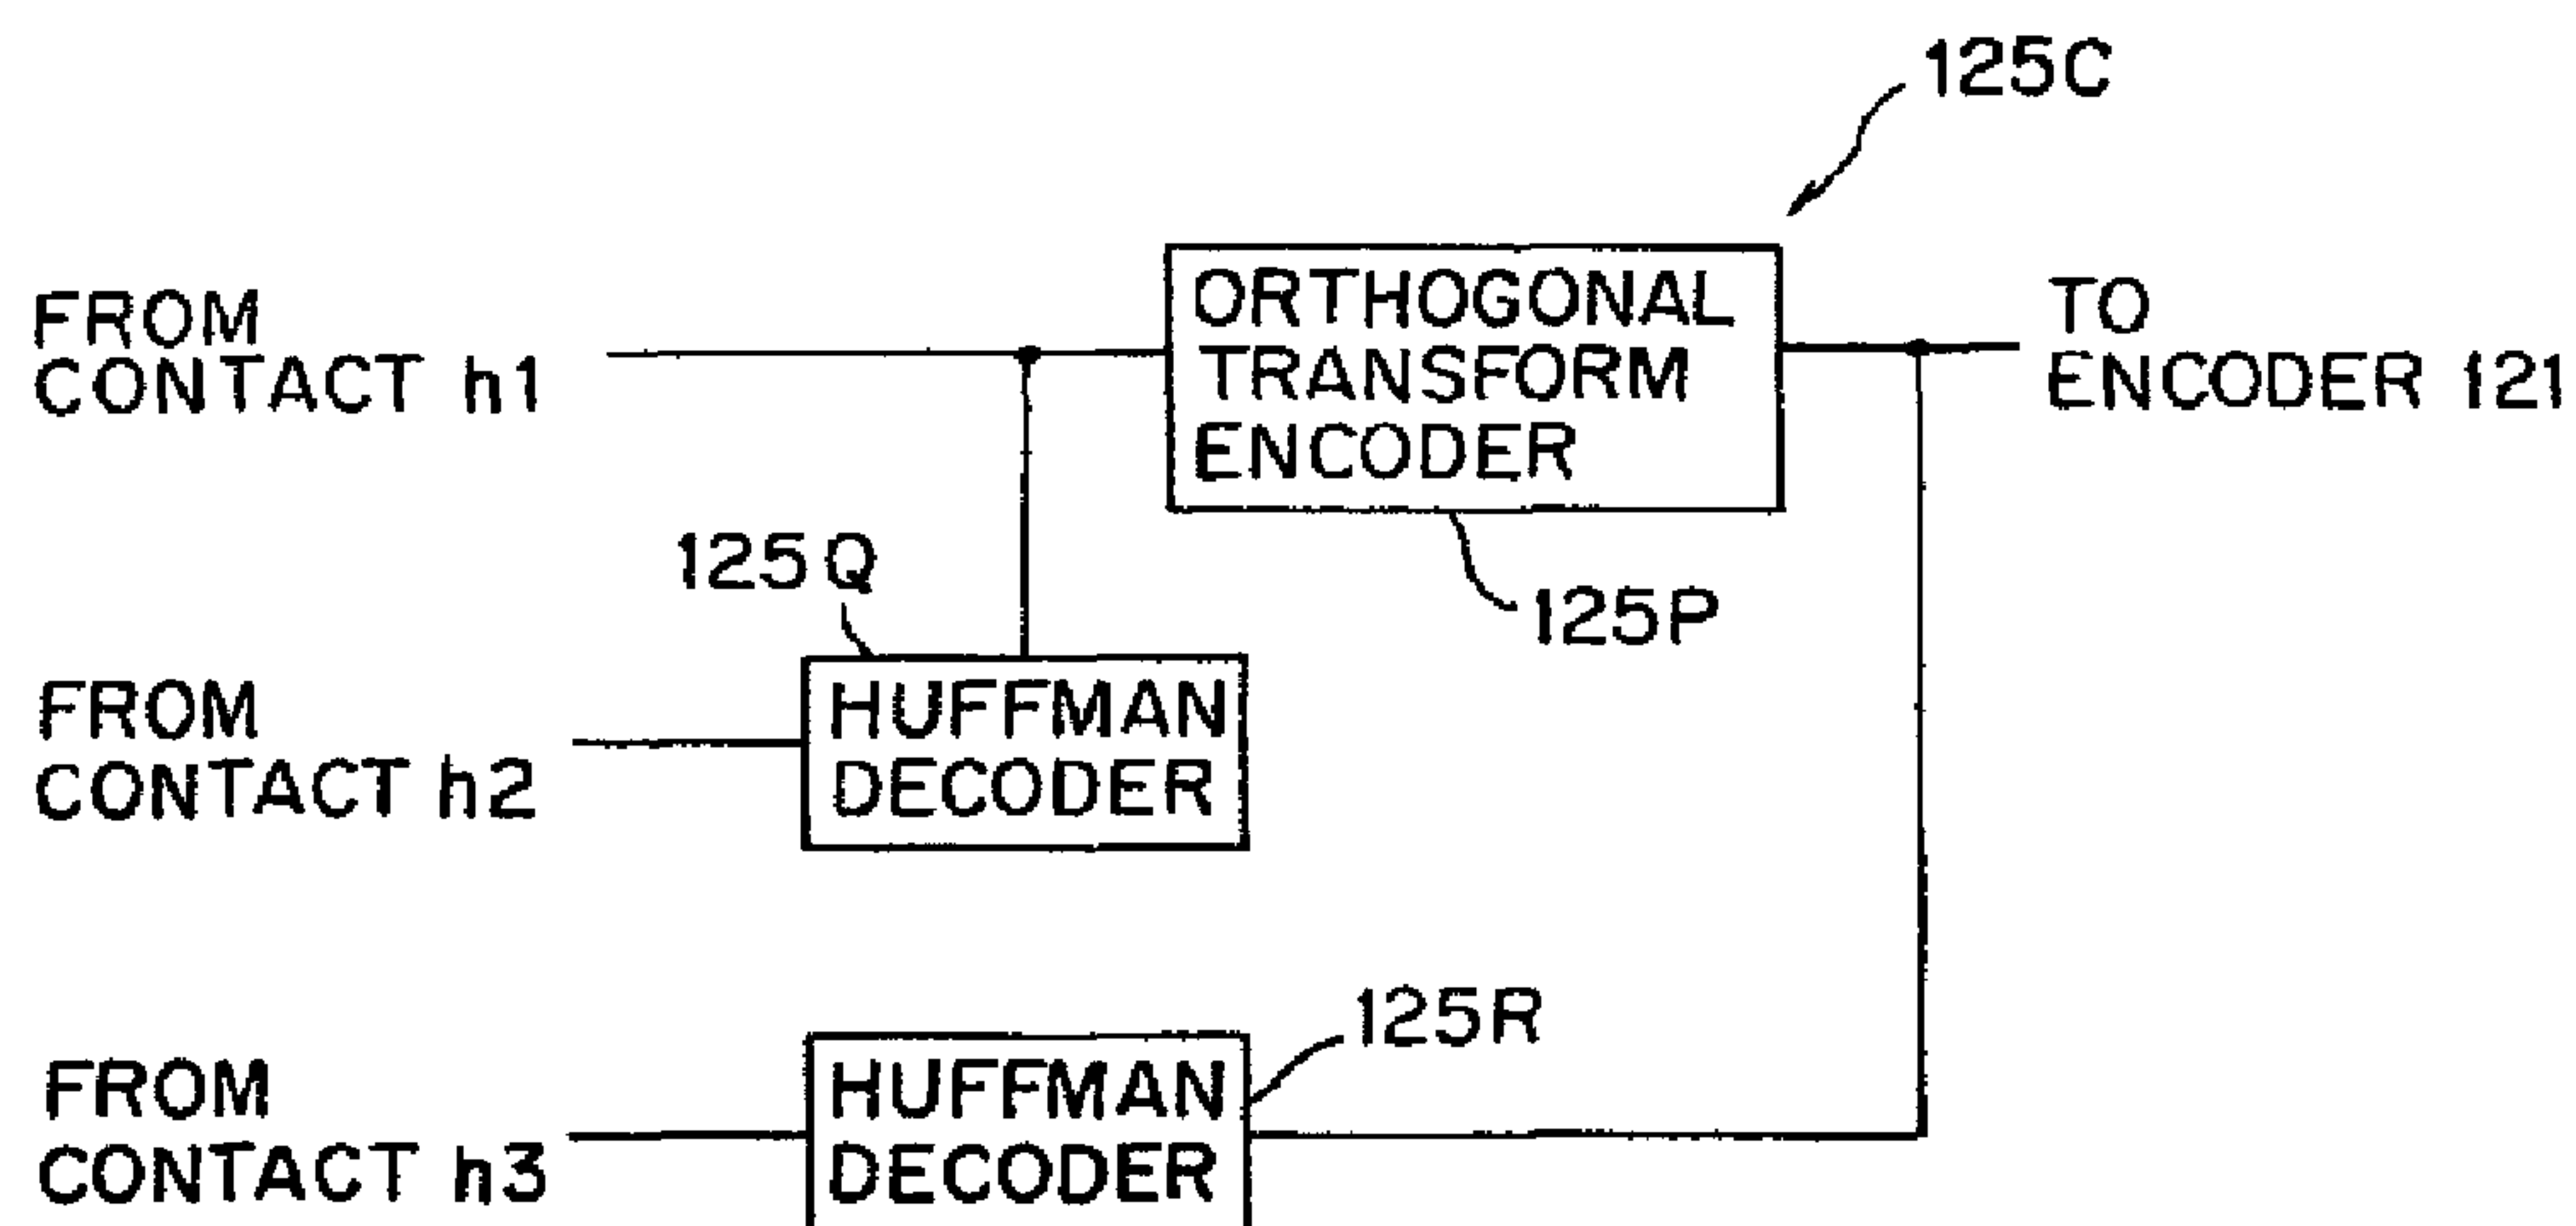 125C
FROM
CONTACT h1
ORTHOGONAL
TRANSFORM
ENCODER
TO
ENCODER 121
125Q
125P
FROM
CONTACT h2
HUFFMAN
DECODER
125R
FROM
CONTACT h3
HUFFMAN
DECODER